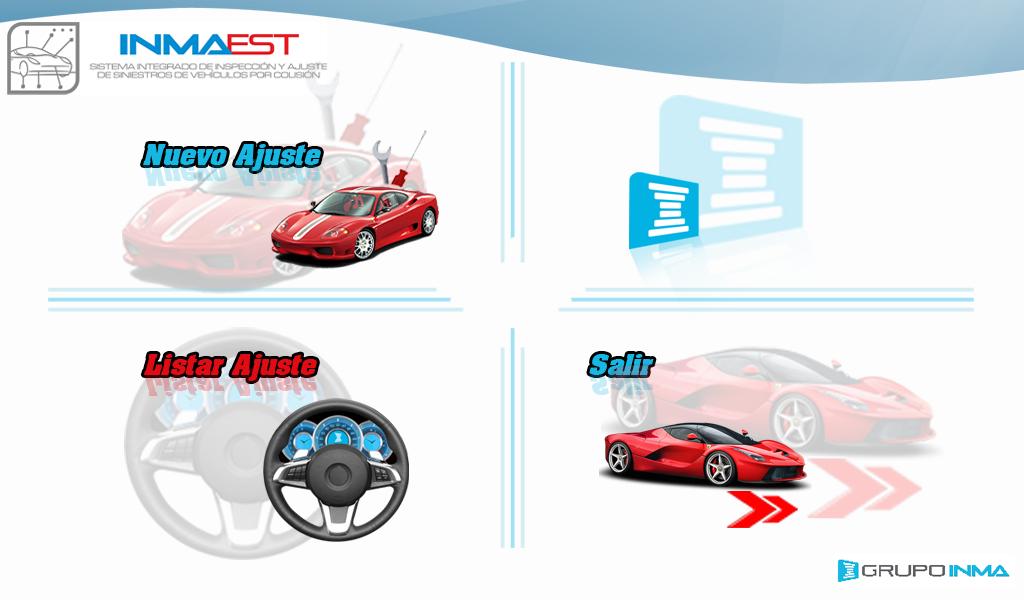 INMAEST
SISTEMA INTEGRADO DE INSPECCIÓN Y AJUSTE
DE SINIESTROS DE VEHÍCULOS POR COLISIÓN
Nuevo Ajuste
Listar Ajuste
Salir
GRUPO INMA